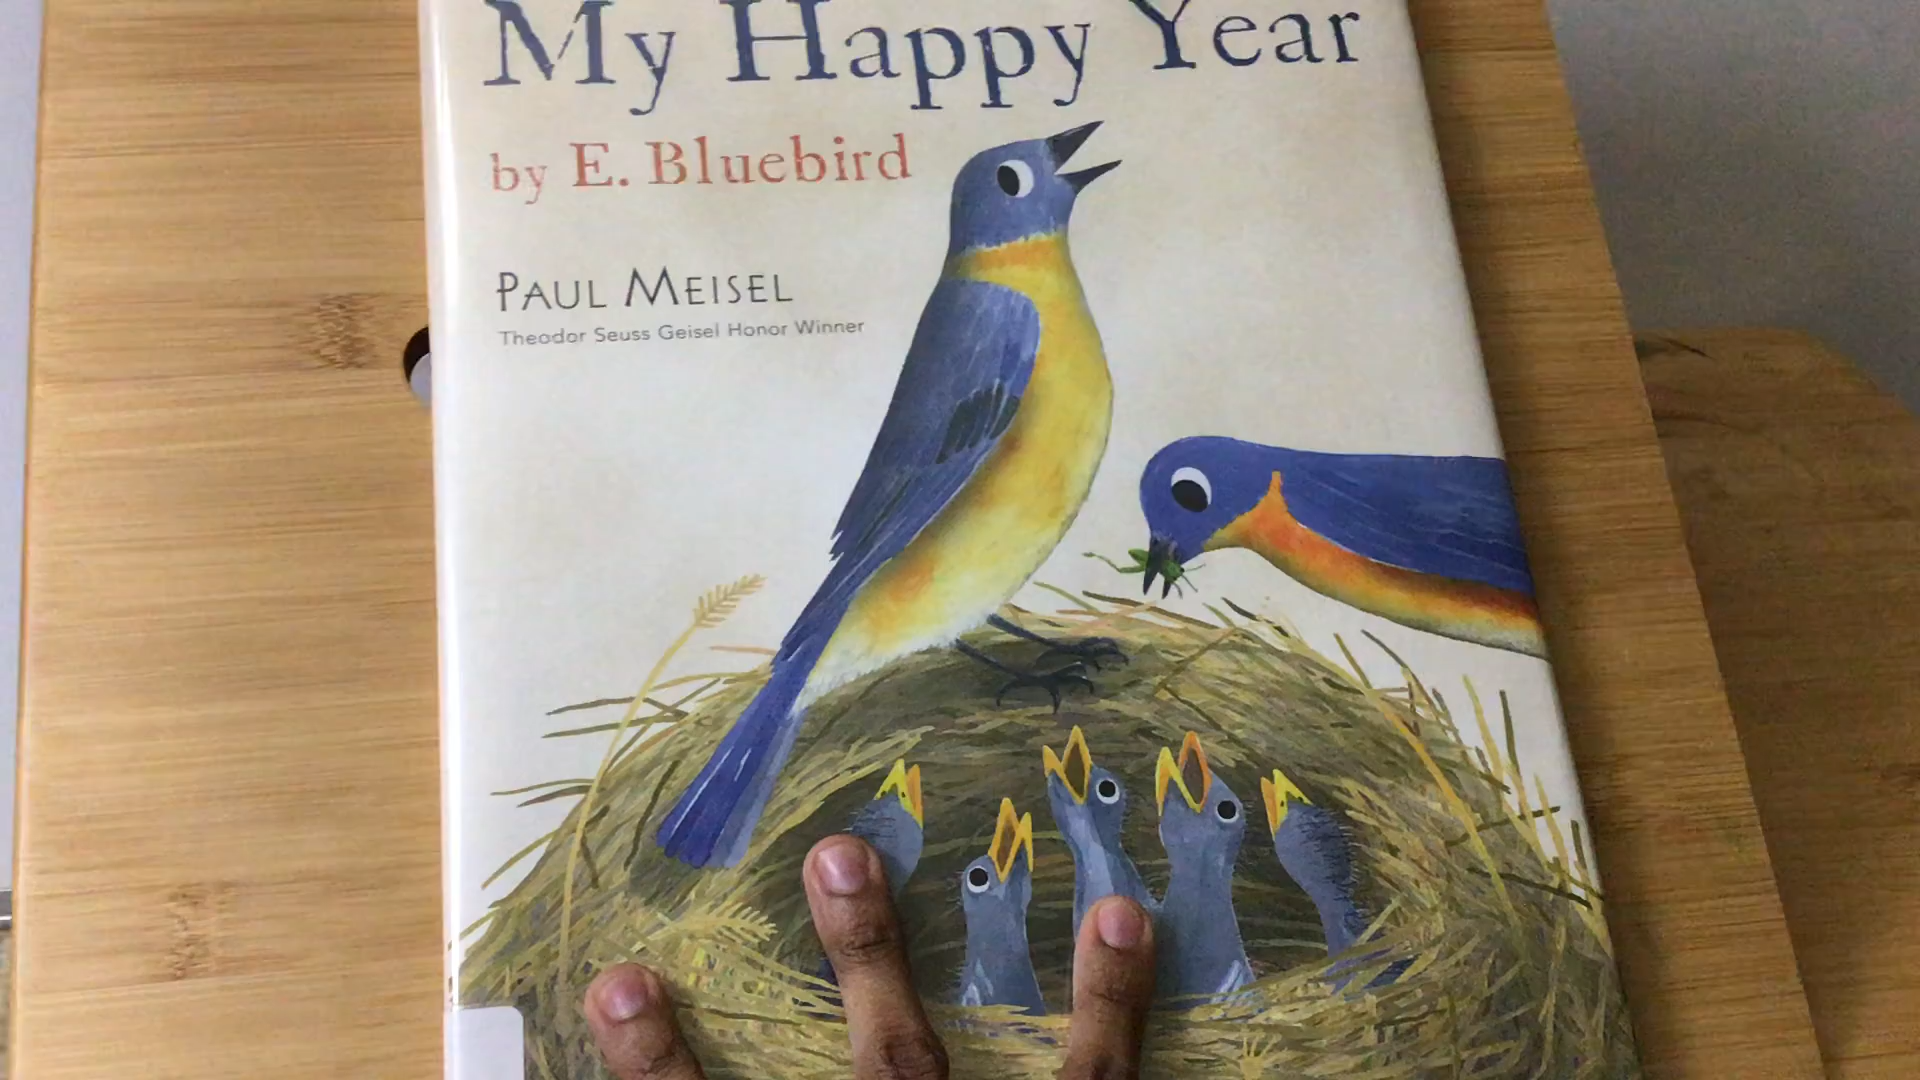 My Happy Year
by E. Bluebird
PAUL MEISEL
Theodor Seuss Geisel Honor Winner